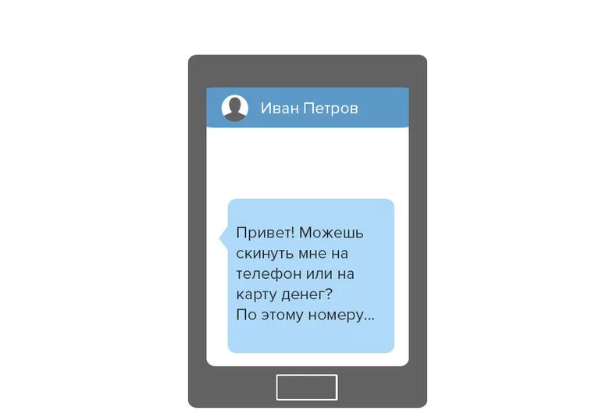 Иван Петров
Привет! Можешь
скинуть мне на
телефон или на
карту денег?
По этому номеру...